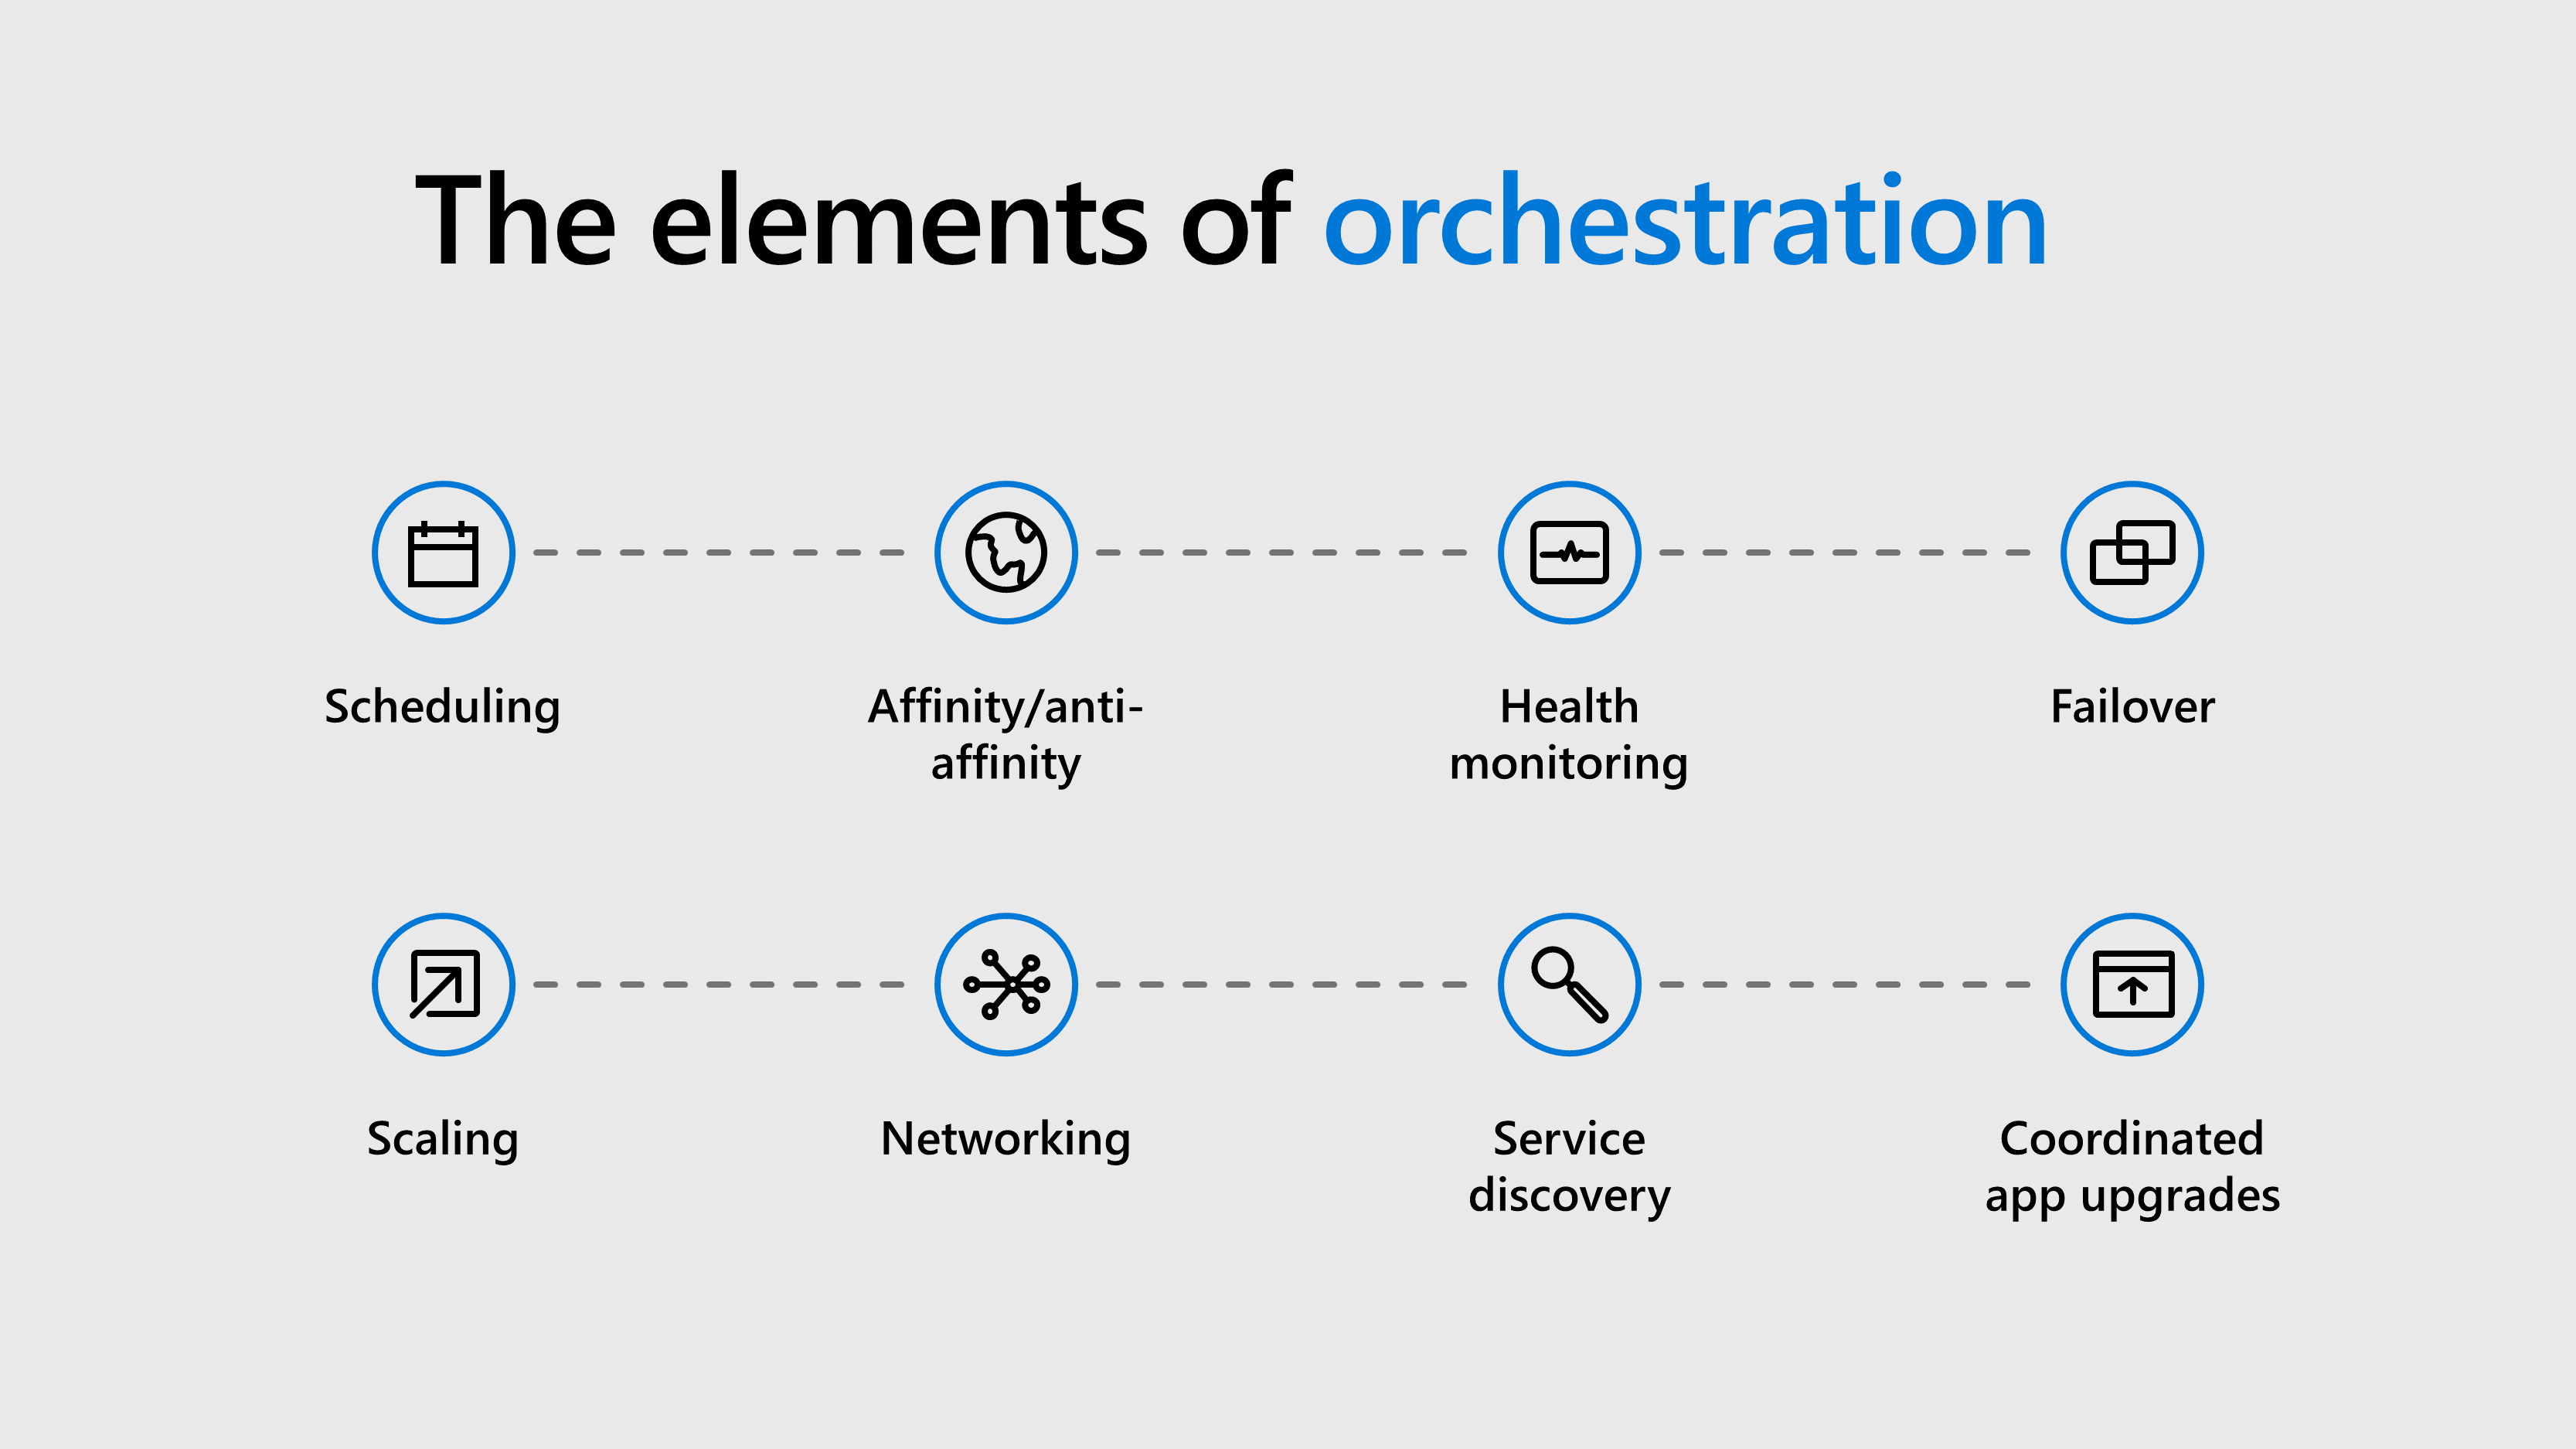 The elements of orchestration
Scheduling
Affinity/anti-
affinity
Health
monitoring
Failover
Scaling
Networking
Service
discovery
Coordinated
app upgrades